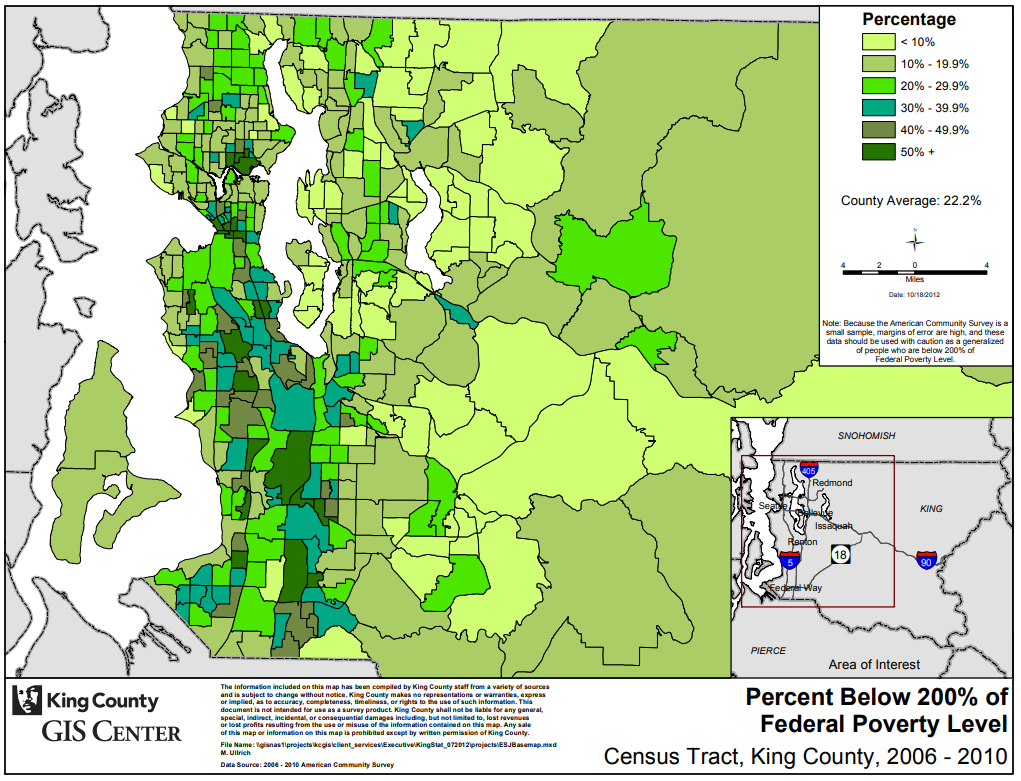 Percentage
< 10%
10% - 19.9%
20% - 29.9%
30% - 39.9%
40% - 49.9%
50% +
County Average: 22.2%
N
4 2 0 4
Miles
Date: 10/18/2012
Note: Because the American Community Survey is a
small sample, margins of error are high, and these
data should be used with caution as a generalized
of people who are below 200% of
Federal Poverty Level.
SNOHOMISH
405
Redmond
Seattle
Bellevue
KING
Issaquah
Renton
18
5
90
Federal Way
PIERCE
Area of Interest
King County
GIS CENTER
The information included on this map has been compiled by King County staff from a variety of sources
and is subject to change without notice. King County makes no representations or warranties, express
or implied, as to accuracy, completeness, timeliness, or rights to the use of such information. This
document is not intended for use as a survey product. King County shall not be liable for any general,
special, indirect, incidental, or consequential damages including, but not limited to, lost revenues
or lost profits resulting from the use or misuse of the information contained on this map. Any sale
of this map or information on this map is prohibited except by written permission of King County.
File Name: \\gisnas1\projects\kcgis\client_services\Executive\KingStat_072012\projects\ESJBasemap.mxd
M. Ullrich
Data Source: 2006 - 2010 American Community Survey
Percent Below 200% of
Federal Poverty Level
Census Tract, King County, 2006 - 2010